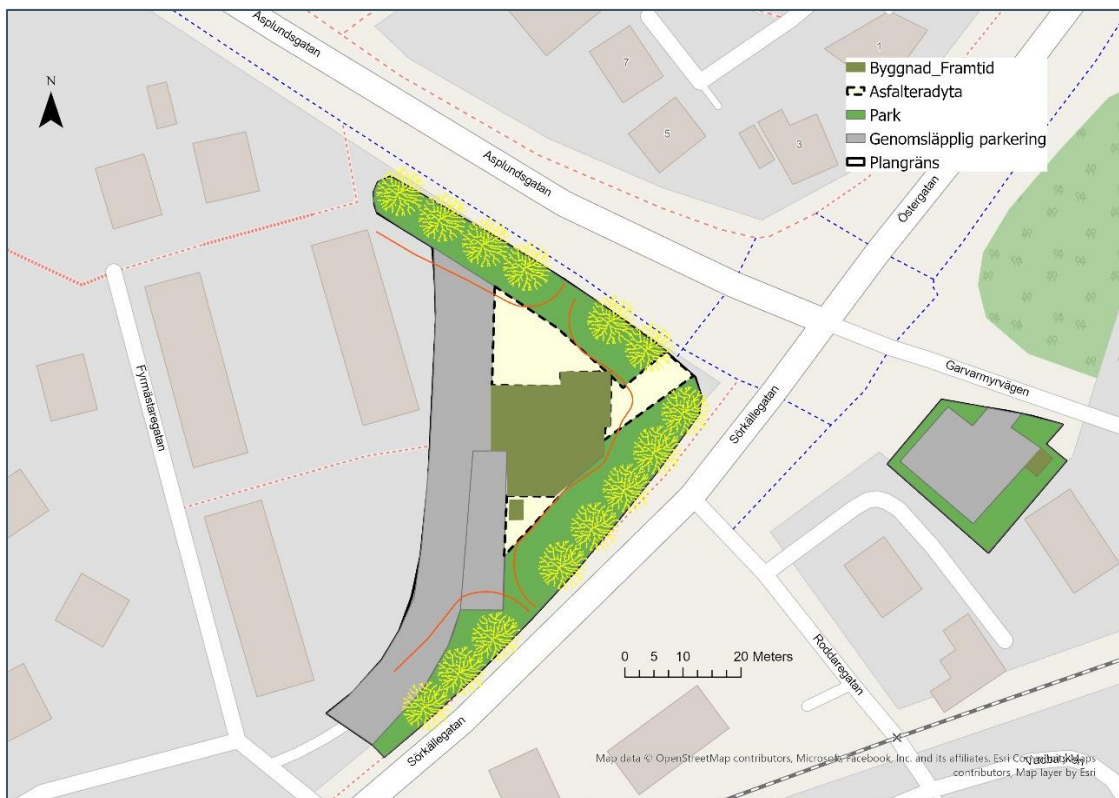 Asplundsgatan
N
7
1
5
3
Byggnad_Framtid
Asfalteradyta
Park
Genomsläpplig parkering
Plangräns
Asplundsgatan
Östergatan
Fyrmästaregatan
Garvarmyrvägen
Sörkällegatan
Roddaregatan
0 5 10 20 Meters
Sörkällegatan
Map data © OpenStreetMap contributors, Microsoft, Facebook, Inc. and its affiliates, Esri Community Maps
contributors, Map layer by Esri